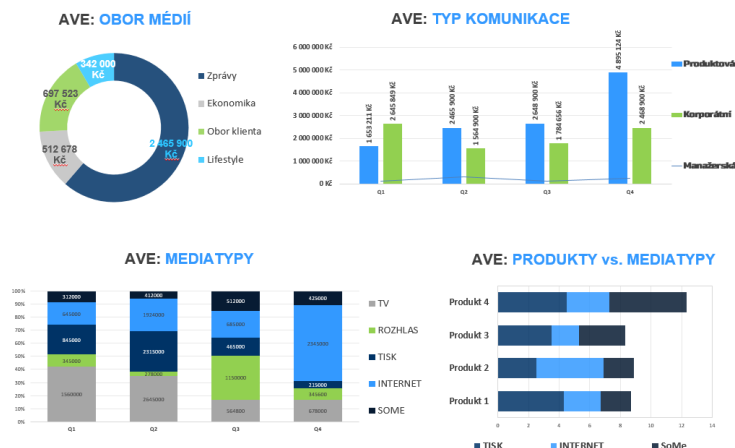 AVE: OBOR MÉDIÍ
342 000
Kč
697 523
Kč
512 678
Kč
2 465 900
Kč
Zprávy
Ekonomika
Obor klienta
Lifestyle
AVE: TYP KOMUNIKACE
6 000 000 Kč
5 000 000 Kč
4 000 000 Kč
3 000 000 Kč
2 000 000 Kč
1 000 000 Kč
0 Kč
1 653 211 Kč
2 645 849 Kč
2 465 900 Kč
1 564 900 Kč
2 648 900 Kč
1 784 656 Kč
4 895 124 Kč
2 468 900 Kč
Q1
Q2
Q3
Q4
Produktová
Korporátní
Manažerská
AVE: MEDIATYPY
100%
90%
80%
70%
60%
50%
40%
30%
20%
10%
0%
312000
845000
345000
1560000
412000
1924000
2315000
278000
2645000
512000
465000
1150000
564800
425000
2845000
215000
345600
678000
Q1
Q2
Q3
Q4
TV
ROZHLAS
TISK
INTERNET
SOME
AVE: PRODUKTY vs. MEDIATYPY
Produkt 4
Produkt 3
Produkt 2
Produkt 1
0
2
4
6
8
10
12
14
TISK
INTERNET
SoMe